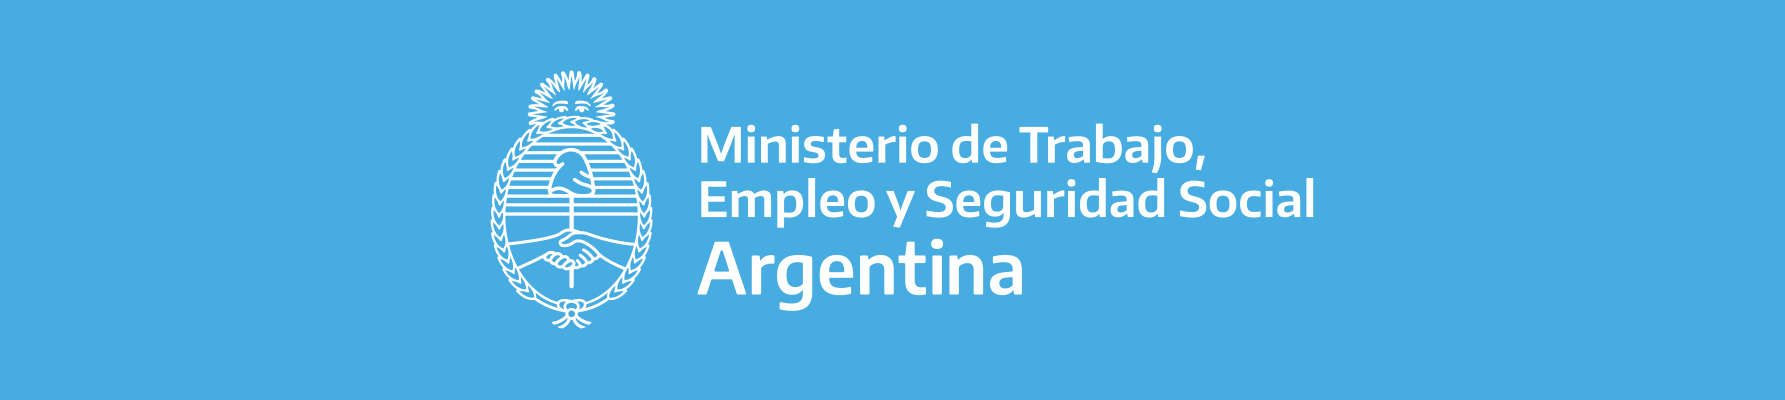 Ministerio de Trabajo,
Empleo y Seguridad Social
Argentina